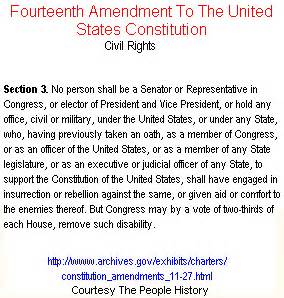 Fourteenth Amendment To The United
States Constitution
Civil Rights
Section 3. No person shall be a Senator or Representative in
Congress, or elector of President and Vice President, or hold any
office, civil or military, under the United States, or under any State,
who, having previously taken an oath, as a member of Congress,
or as an officer of the United States, or as a member of any State
legislature, or as an executive or judicial officer of any State, to
support the Constitution of the United States, shall have engaged in
insurrection or rebellion against the same, or given aid or comfort to
the enemies thereof. But Congress may by a vote of two-thirds of
each House, remove such disability.
http://www.archives.gov/exhibits/charters/
constitution_amendments_11-27.html
Courtesy The People History